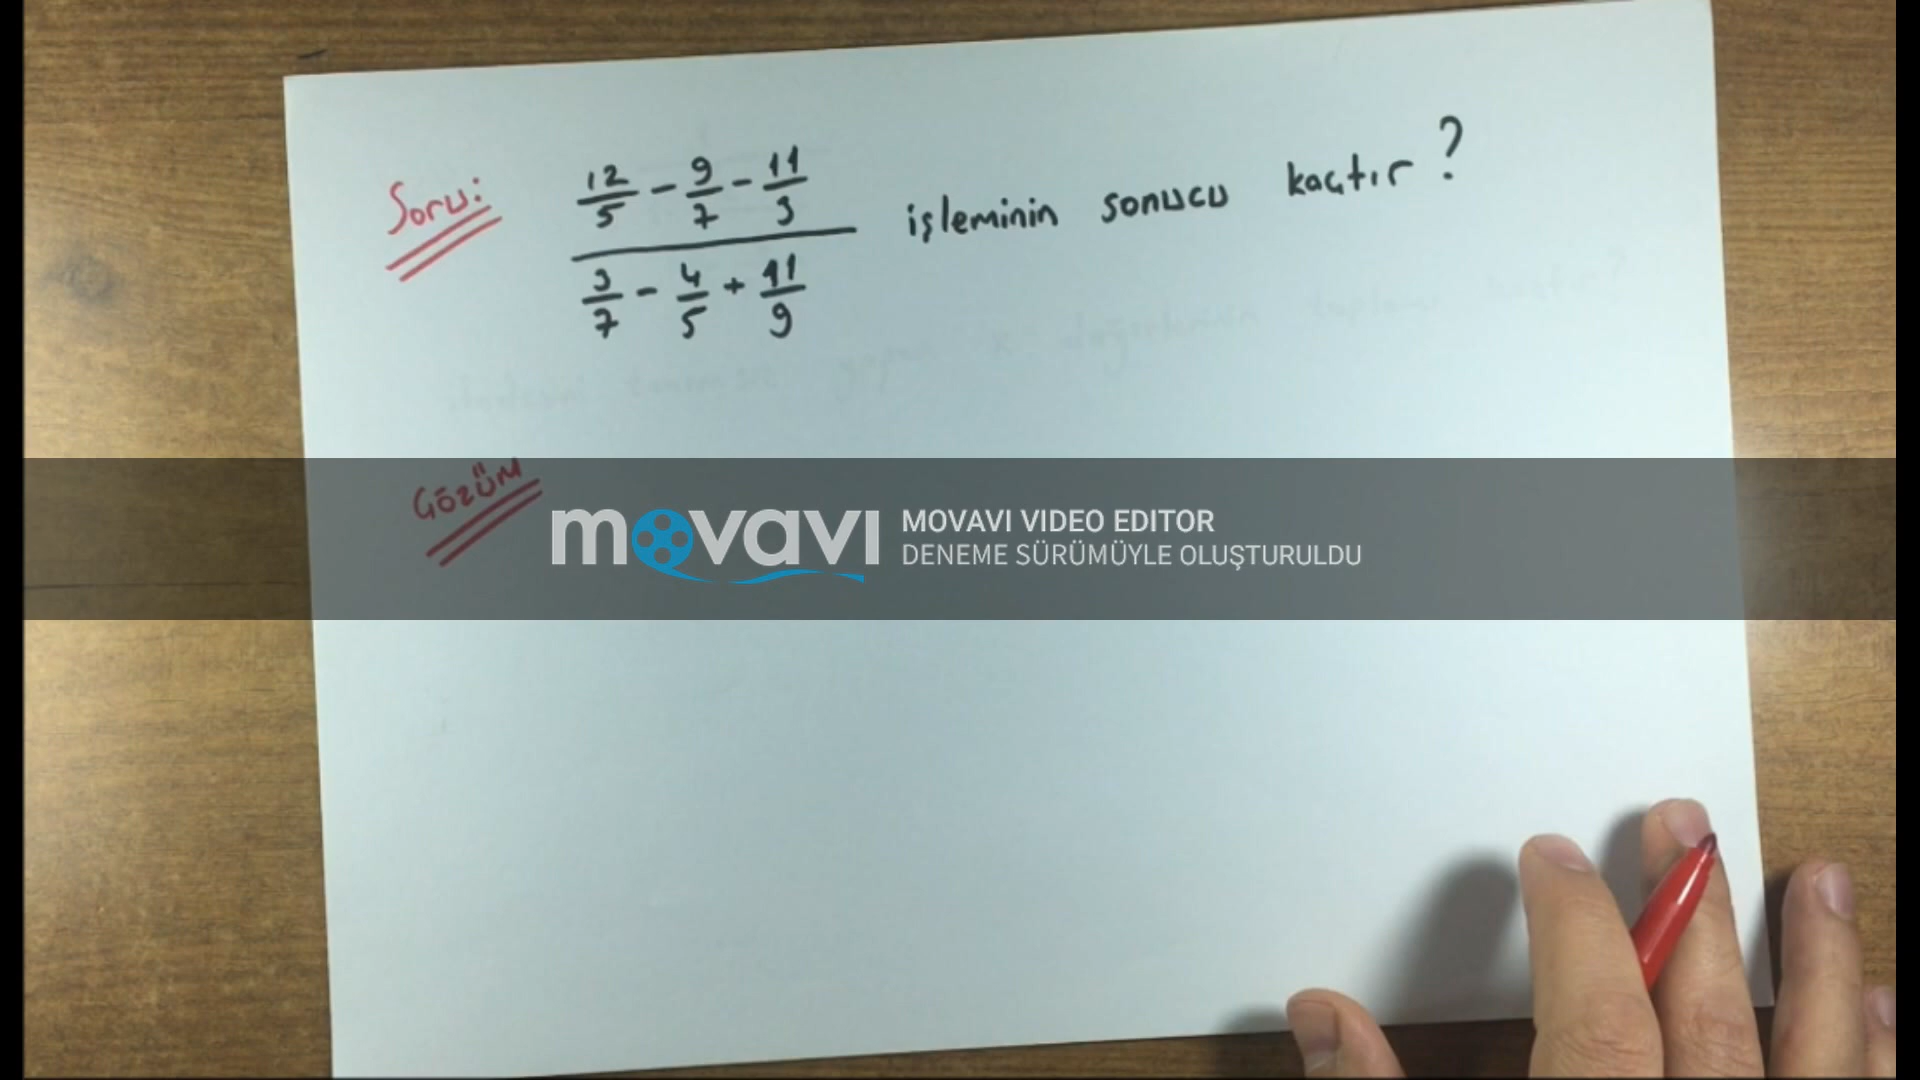 Soru: 12/5 - 9/7 - 11/3 / 3/7 - 4/5 + 11/9 işleminin sonucu kaçtır?
Çözüm
movavi MOVAVI VIDEO EDITOR
DENEME SÜRÜMÜYLE OLUŞTURULDU